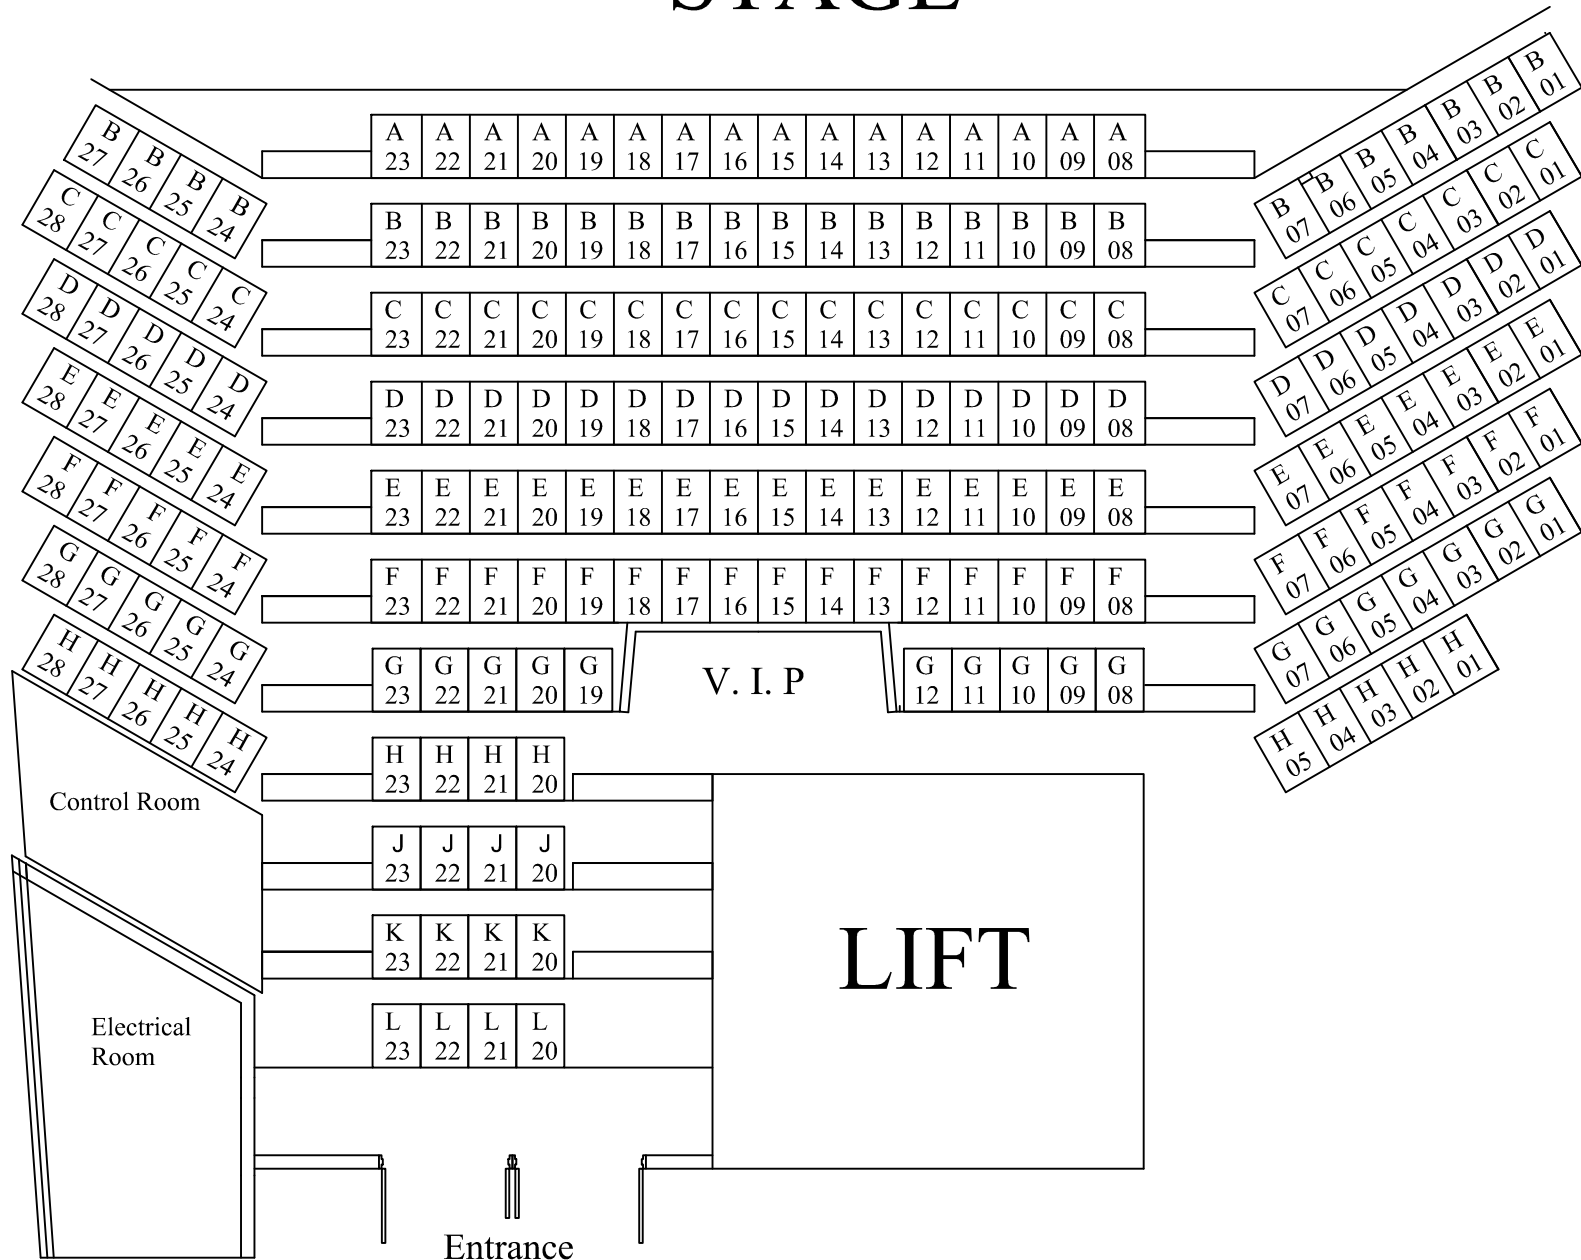 STAGE
B B B B B B B
01 02 03 04 05 06 07
B B B B
27 26 25 24
A A A A A A A A A A A A A A A A
23 22 21 20 19 18 17 16 15 14 13 12 11 10 09 08
B B B B B B B B B B B B B B B B
23 22 21 20 19 18 17 16 15 14 13 12 11 10 09 08
C C C C C
28 27 26 25 24
C C C C C C C C C C C C C C C C
23 22 21 20 19 18 17 16 15 14 13 12 11 10 09 08
C C C C C C C
07 06 05 04 03 02 01
D D D D D
28 27 26 25 24
D D D D D D D D D D D D D D D D
23 22 21 20 19 18 17 16 15 14 13 12 11 10 09 08
D D D D D D D
07 06 05 04 03 02 01
E E E E E
28 27 26 25 24
E E E E E E E E E E E E E E E E
23 22 21 20 19 18 17 16 15 14 13 12 11 10 09 08
E E E E E E E
07 06 05 04 03 02 01
F F F F F
28 27 26 25 24
F F F F F F F F F F F F F F F F
23 22 21 20 19 18 17 16 15 14 13 12 11 10 09 08
F F F F F F F
07 06 05 04 03 02 01
G G G G G
28 27 26 25 24
G G G G G
23 22 21 20 19
V. I. P
G G G G G
12 11 10 09 08
G G G G G G G
07 06 05 04 03 02 01
H H H H H
28 27 26 25 24
H H H H
23 22 21 20
H H H H H
05 04 03 02 01
Control Room
J J J J
23 22 21 20
K K K K
23 22 21 20
LIFT
L L L L
23 22 21 20
Electrical
Room
Entrance